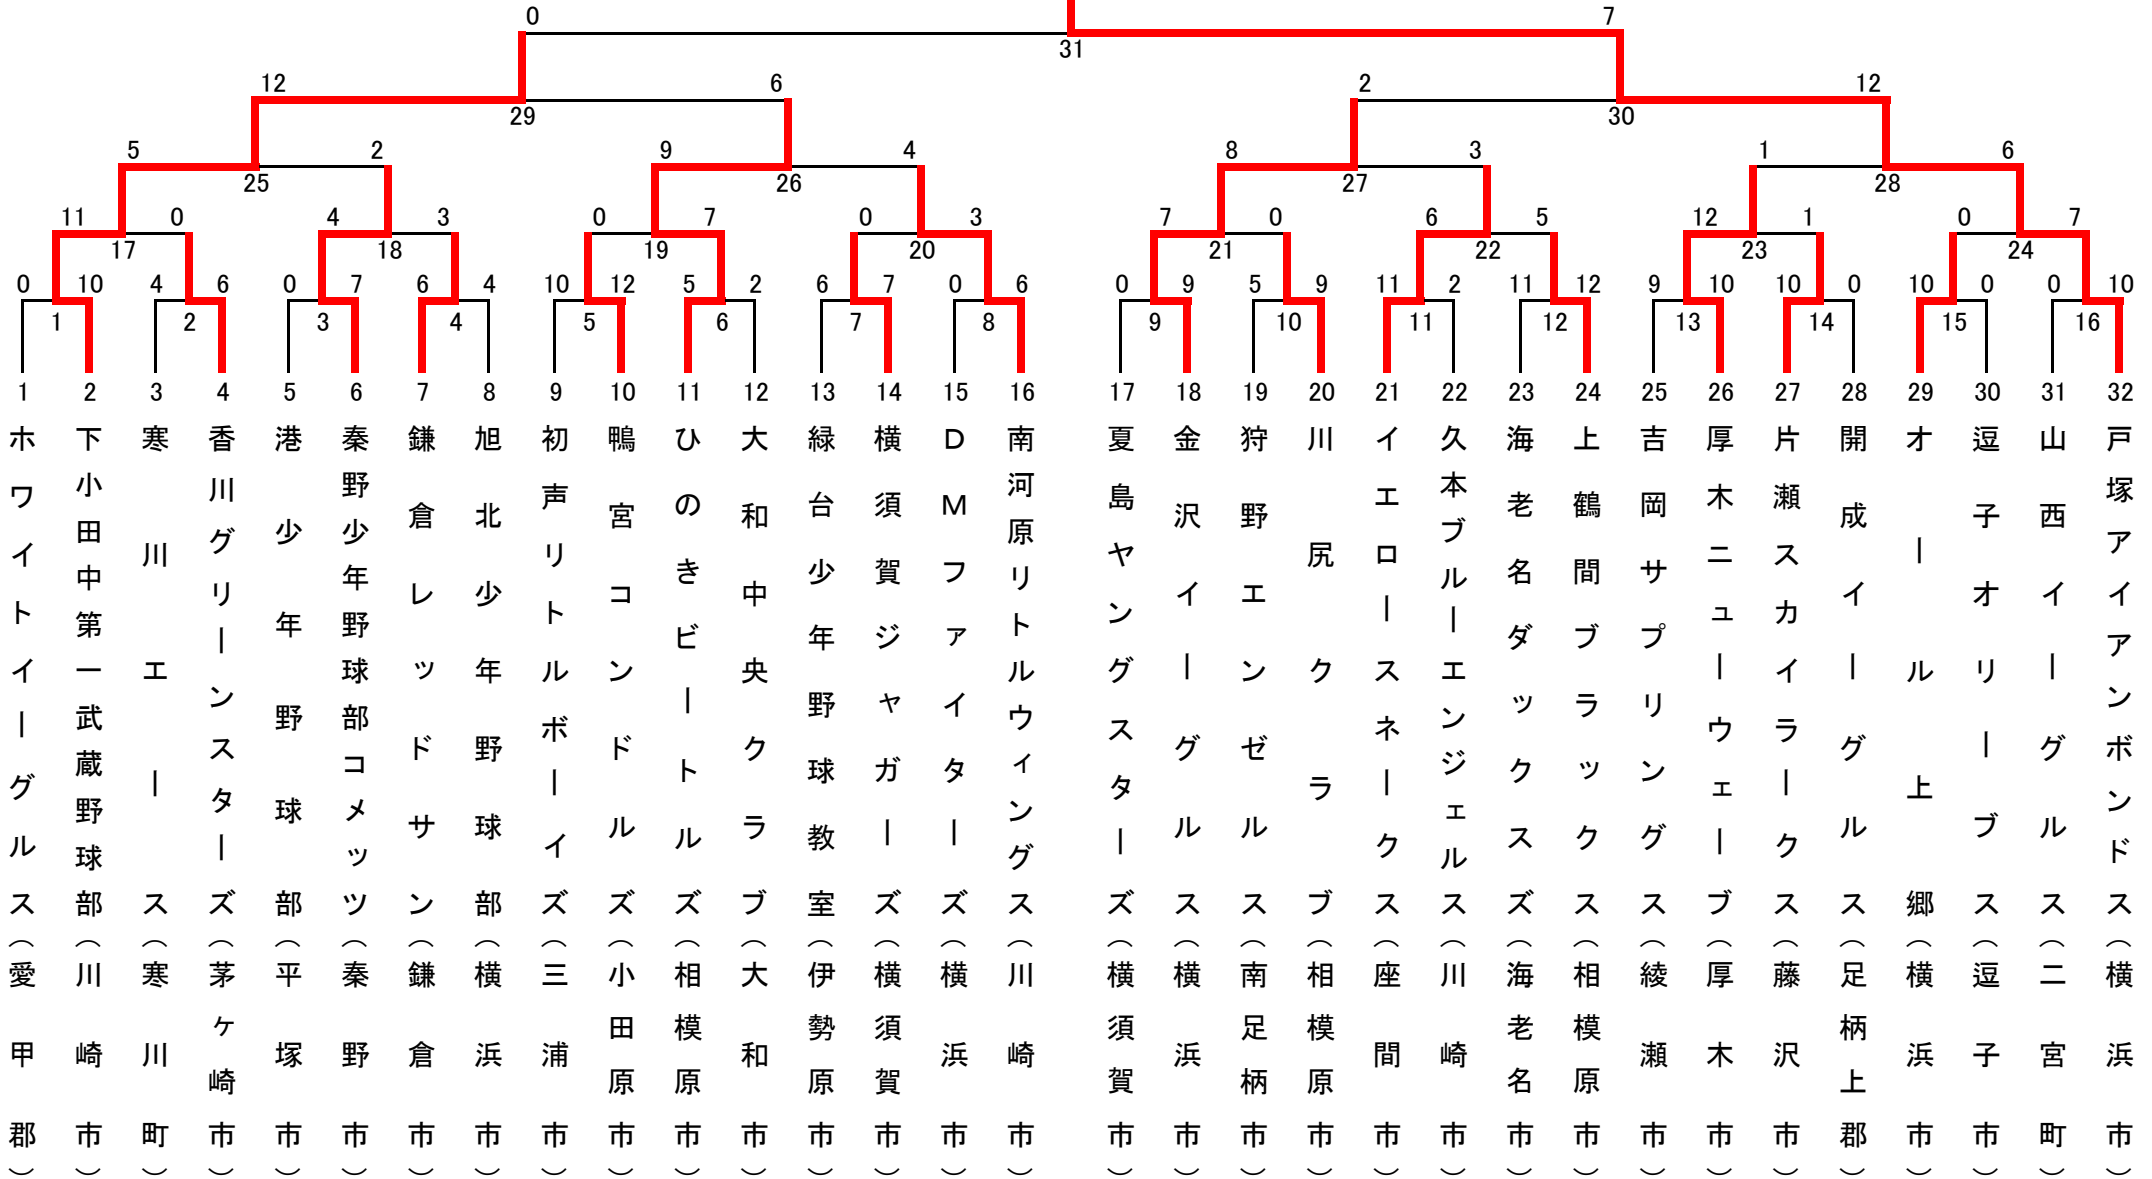 0 7
31
12 6 2 12
29 30
5 2 9 4 8 3 1 6
25 26 27 28
11 0 4 3 0 7 0 3 7 0 6 5 12 1 0 7
17 18 19 20 21 22 23 24
0 10 4 6 0 7 6 4 10 12 5 2 6 7 0 6 0 9 5 9 11 2 11 12 9 10 10 0 10 0 0 10
1 2 3 4 5 6 7 8 9 10 11 12 13 14 15 16
1 2 3 4 5 6 7 8 9 10 11 12 13 14 15 16 17 18 19 20 21 22 23 24 25 26 27 28 29 30 31 32
ホワイトイーグルス（愛甲郡）
下小田中第一武蔵野球部（川崎市）
寒川エース（寒川町）
香川グリーンスターズ（茅ヶ崎市）
港少年野球部（平塚市）
秦野少年野球部コメッツ（秦野市）
鎌倉レッドサン（鎌倉市）
旭北少年野球部（横浜市）
初声リトルボーイズ（三浦市）
鴨宮コンドルズ（小田原市）
ひのきビートルズ（相模原市）
大和中央クラブ（大和市）
緑台少年野球教室（伊勢原市）
横須賀ジャガーズ（横須賀市）
ＤＭファイターズ（横浜市）
南河原リトルウィングス（川崎市）
夏島ヤングスターズ（横須賀市）
金沢イーグルス（横浜市）
狩野エンゼルス（南足柄市）
川尻クラブ（相模原市）
イエロースネークス（座間市）
久本ブルーエンジェルス（川崎市）
海老名ダックスズ（海老名市）
上鶴間ブラックス（相模原市）
吉岡サプリングス（綾瀬市）
厚木ニューウェーブ（厚木市）
片瀬スカイラークス（藤沢市）
開成イーグルス（足柄上郡）
オール上郷（横浜市）
逗子オリーブス（逗子市）
山西イーグルス（二宮町）
戸塚アイアンボンドス（横浜市）